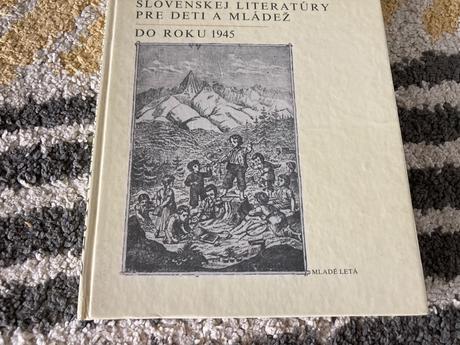 SLOVENSKEJ LITERATÚRY
PRE DETI A MLÁDEŽ
DO ROKU 1945
MLADÉ LETÁ